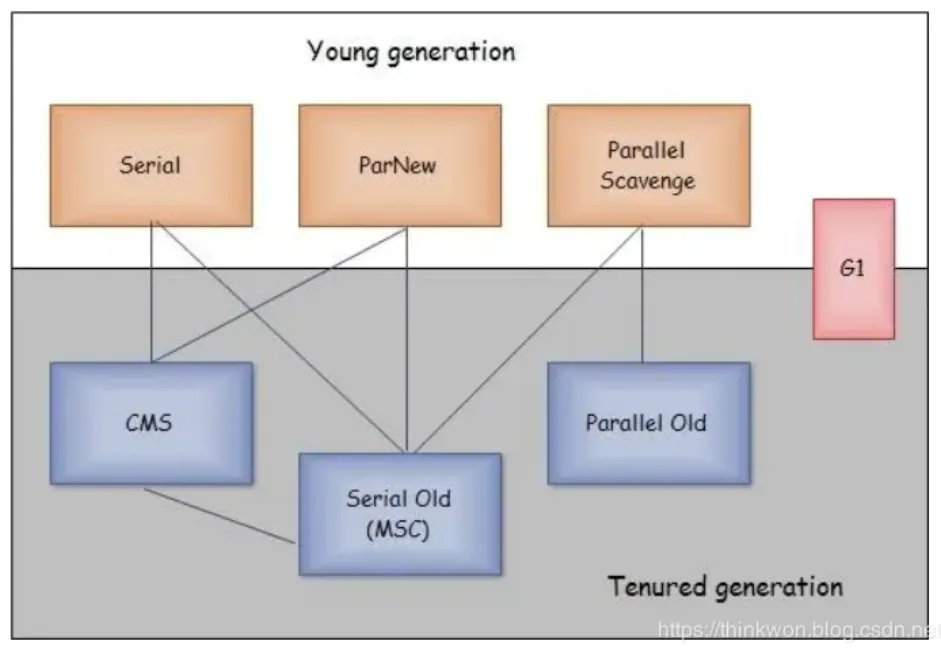 Young generation
Serial
ParNew
Parallel
Scavenge
G1
CMS
Serial Old
(MSC)
Parallel Old
Tenured generation
https://thinkwon.blog.csdn.net